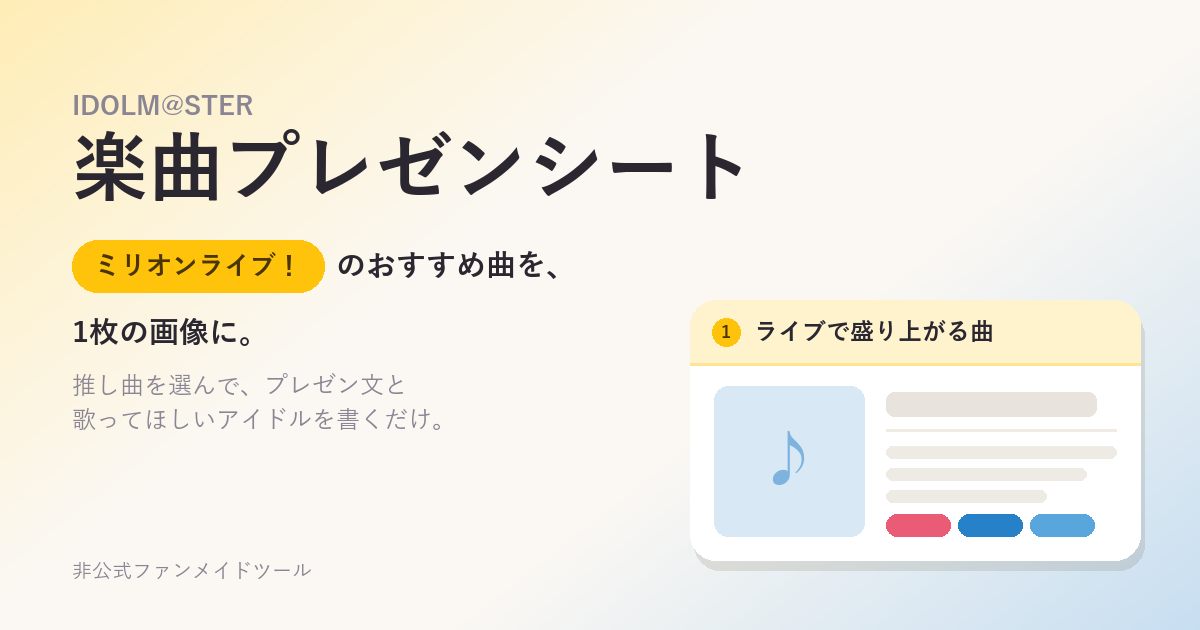 IDOLM@STER
楽曲プレゼンシート
ミリオンライブ！ のおすすめ曲を、
1枚の画像に。
推し曲を選んで、プレゼン文と
歌ってほしいアイドルを書くだけ。
1 ライブで盛り上がる曲
非公式ファンメイドツール